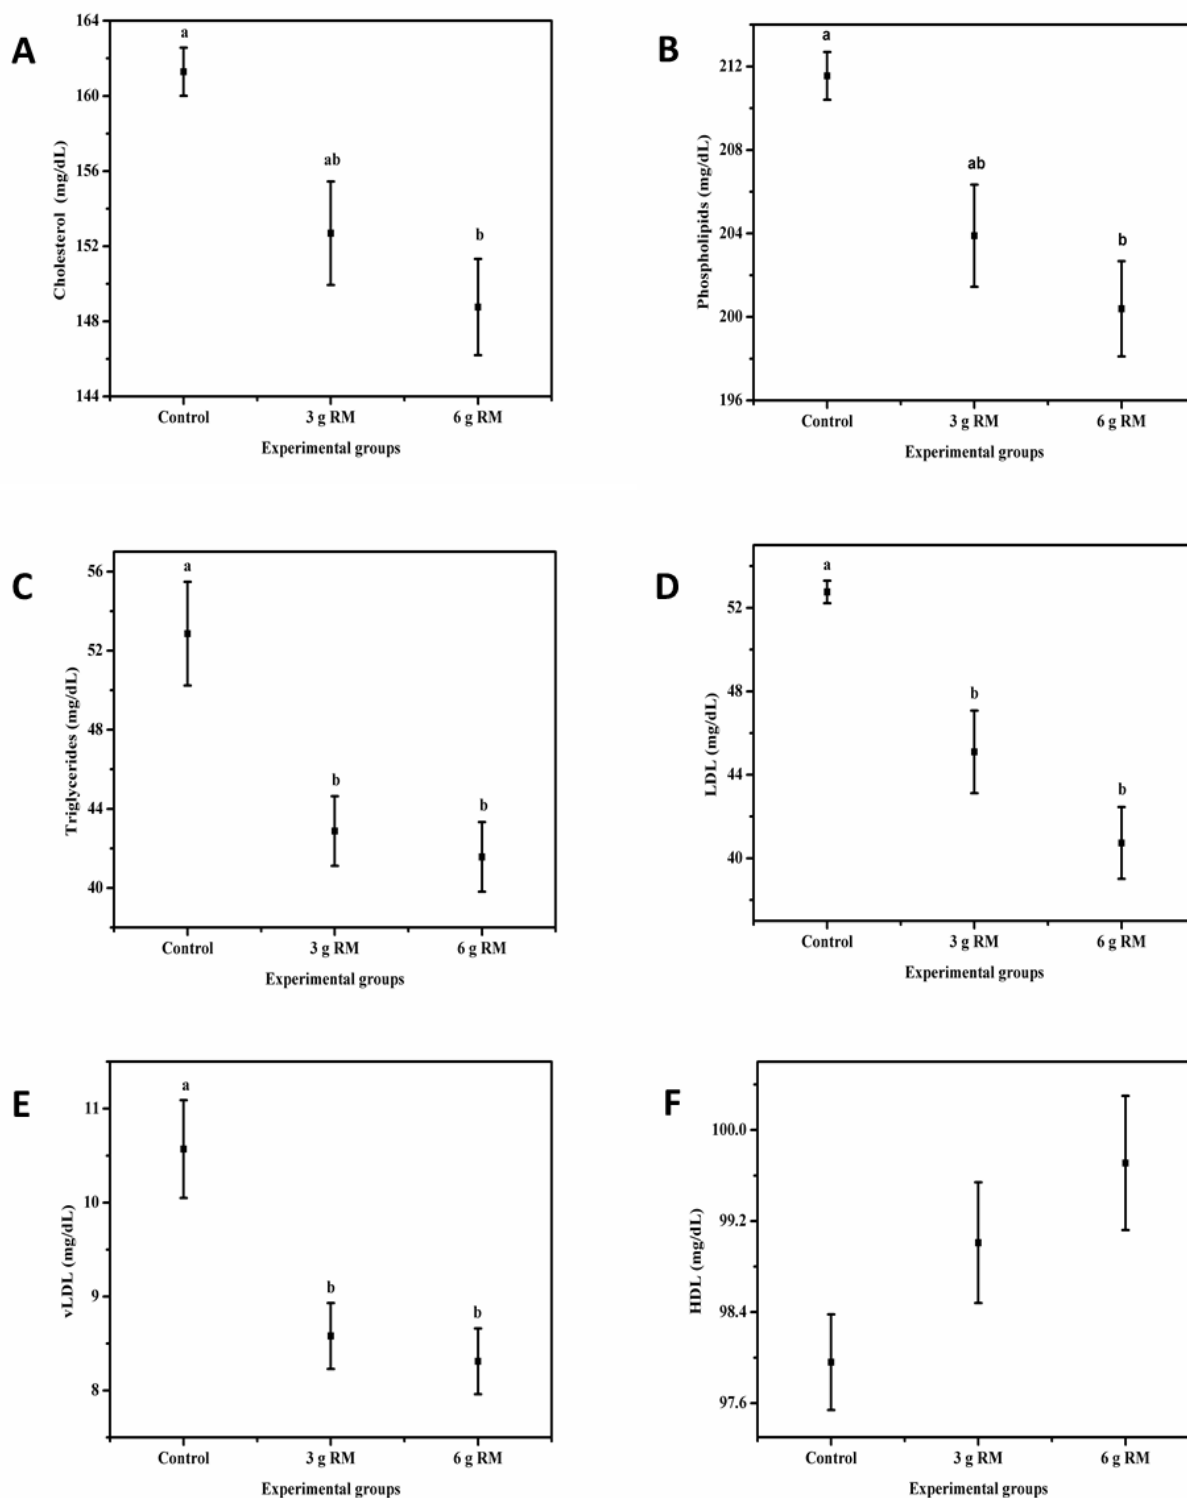 A
Cholesterol (mg/dL)
164
160
156
152
148
144
a
ab
b
Control
3 g RM
6 g RM
Experimental groups
B
Phospholipids (mg/dL)
212
208
204
200
196
a
ab
b
Control
3 g RM
6 g RM
Experimental groups
C
Triglycerides (mg/dL)
56
52
48
44
40
a
b
b
Control
3 g RM
6 g RM
Experimental groups
D
LDL (mg/dL)
52
48
44
40
a
b
b
Control
3 g RM
6 g RM
Experimental groups
E
vLDL (mg/dL)
11
10
9
8
a
b
b
Control
3 g RM
6 g RM
Experimental groups
F
HDL (mg/dL)
100.0
99.2
98.4
97.6
Control
3 g RM
6 g RM
Experimental groups